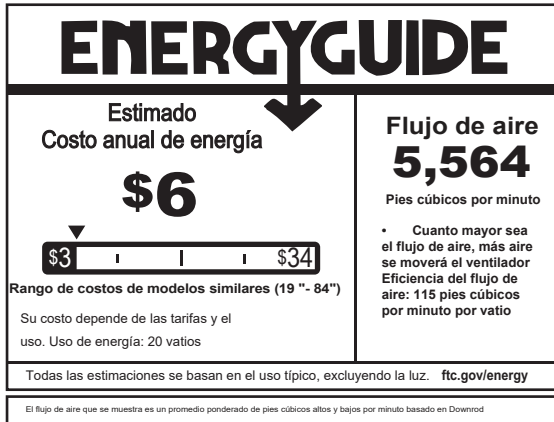 ENERGYGUIDE
Estimado
Costo anual de energía
$6
$3
$34
Rango de costos de modelos similares (19 "- 84")
Su costo depende de las tarifas y el
uso. Uso de energía: 20 vatios
Flujo de aire
5,564
Pies cúbicos por minuto
• Cuanto mayor sea
el flujo de aire, más aire
se moverá el ventilador
Eficiencia del flujo de
aire: 115 pies cúbicos
por minuto por vatio
Todas las estimaciones se basan en el uso típico, excluyendo la luz. ftc.gov/energy
El flujo de aire que se muestra es un promedio ponderado de pies cúbicos altos y bajos por minuto basado en Downrod